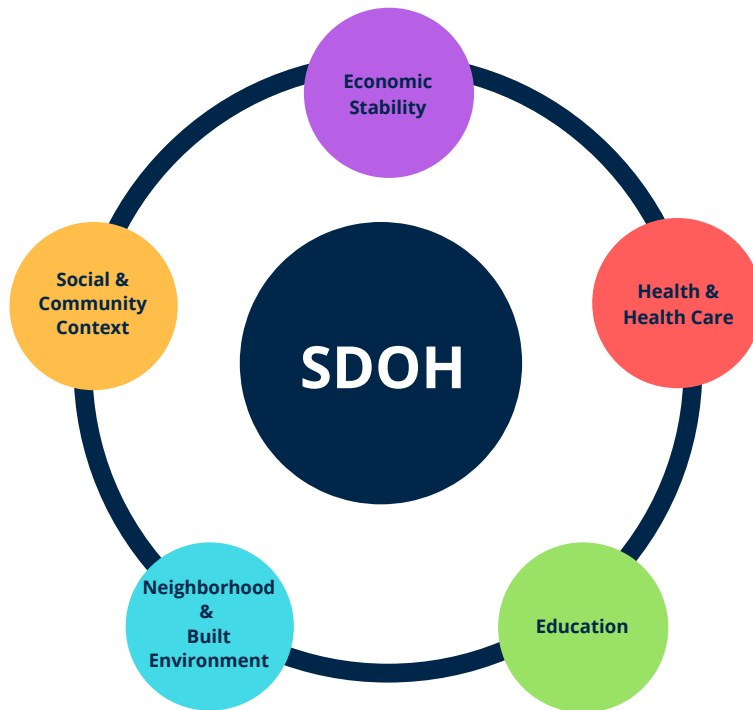 Economic
Stability
Social &
Community
Context
Health &
Health Care
SDOH
Neighborhood
&
Built
Environment
Education